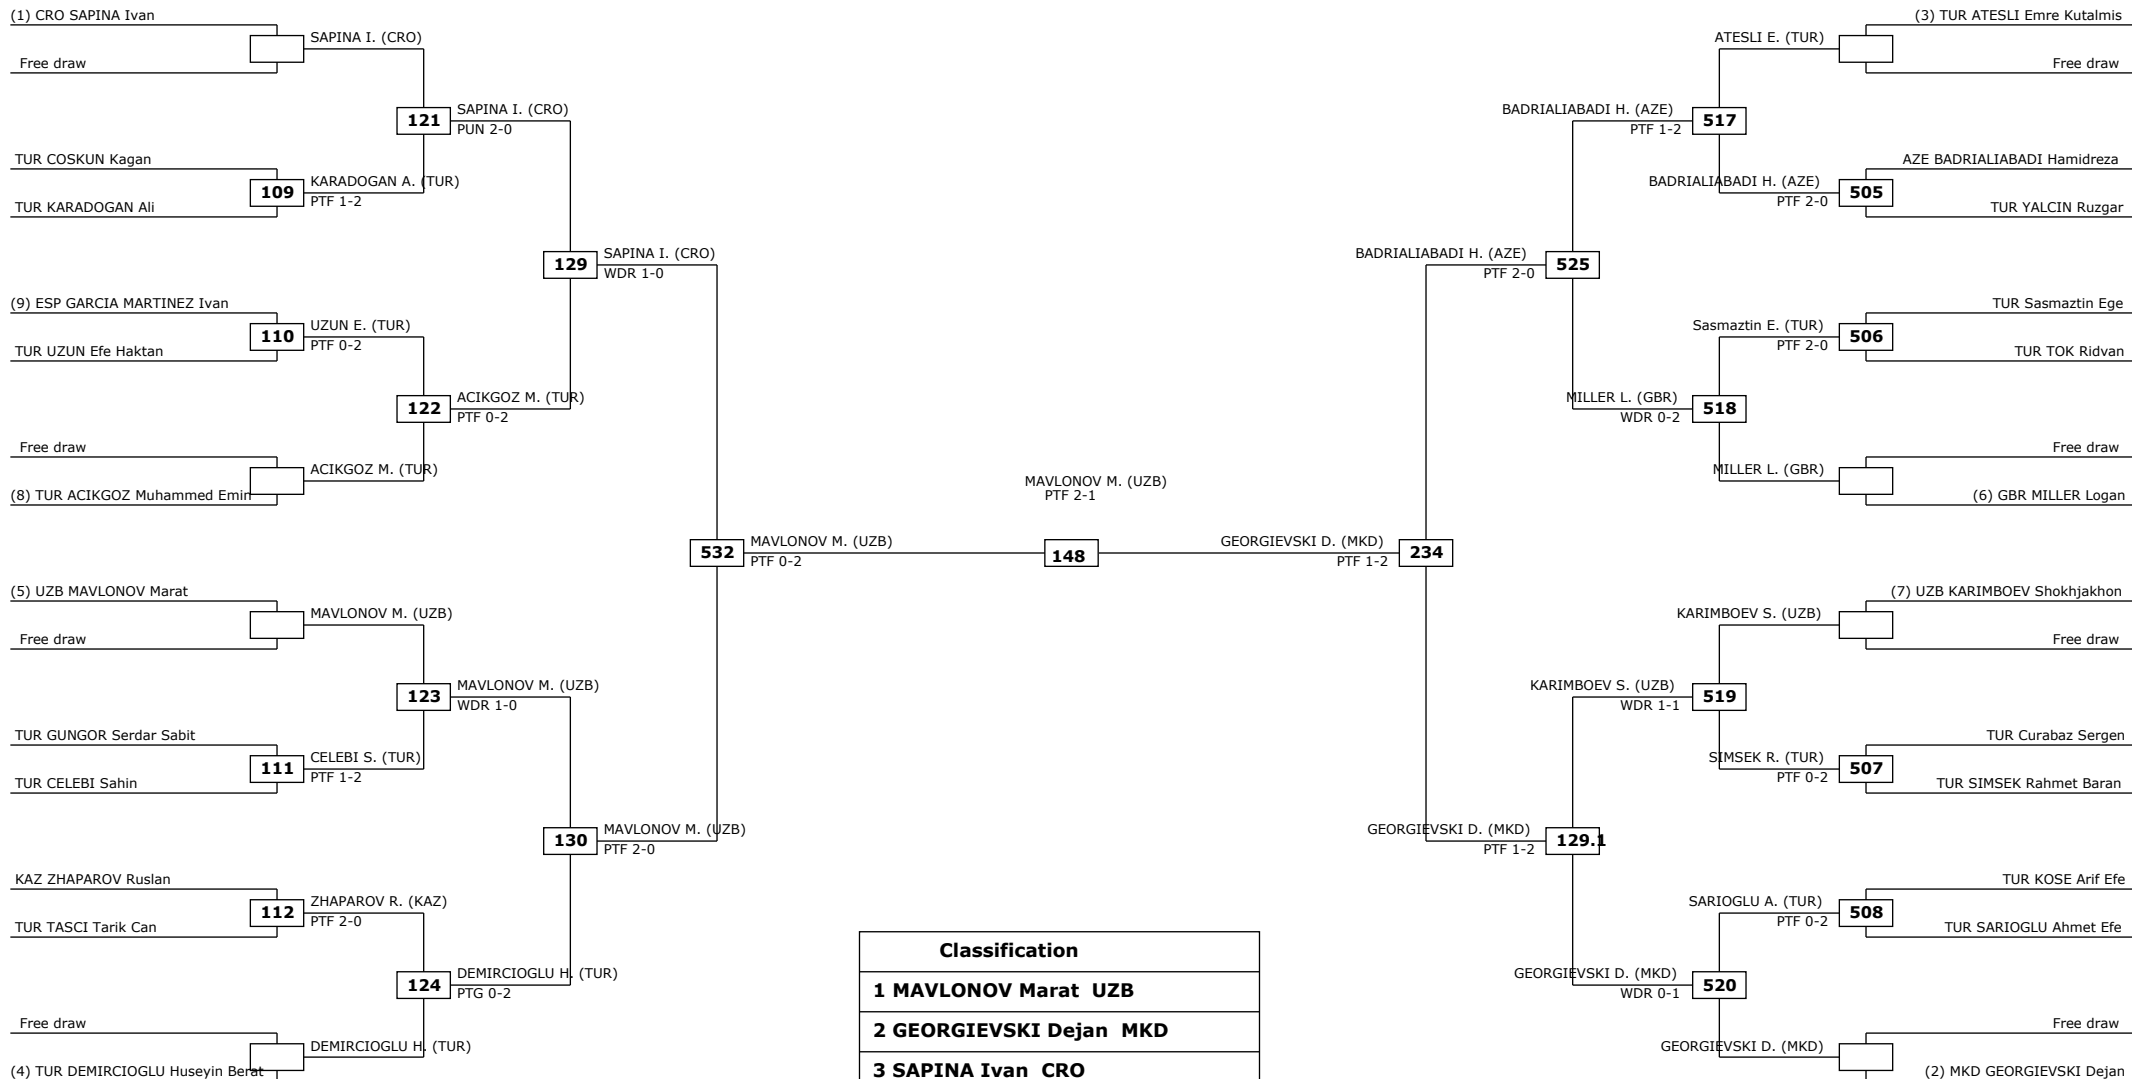 (1) CRO SAPINA Ivan
SAPINA I. (CRO)
Free draw
121
SAPINA I. (CRO)
PUN 2-0
TUR COSKUN Kagan
109
KARADOGAN A. (TUR)
PTF 1-2
TUR KARADOGAN Ali
129
SAPINA I. (CRO)
WDR 1-0
(9) ESP GARCIA MARTINEZ Ivan
110
UZUN E. (TUR)
PTF 0-2
TUR UZUN Efe Haktan
122
ACIKGOZ M. (TUR)
PTF 0-2
Free draw
ACIKGOZ M. (TUR)
(8) TUR ACIKGOZ Muhammed Emin
532
MAVLONOV M. (UZB)
PTF 0-2
(5) UZB MAVLONOV Marat
MAVLONOV M. (UZB)
Free draw
123
MAVLONOV M. (UZB)
WDR 1-0
TUR GUNGOR Serdar Sabit
111
CELEBI S. (TUR)
PTF 1-2
TUR CELEBI Sahin
130
MAVLONOV M. (UZB)
PTF 2-0
KAZ ZHAPAROV Ruslan
112
ZHAPAROV R. (KAZ)
PTF 2-0
TUR TASCI Tarik Can
124
DEMIRCIOGLU H. (TUR)
PTG 0-2
Free draw
DEMIRCIOGLU H. (TUR)
(4) TUR DEMIRCIOGLU Huseyin Berat
MAVLONOV M. (UZB)
PTF 2-1
148
(3) TUR ATESLI Emre Kutalmis
ATESLI E. (TUR)
Free draw
BADRIALIABADI H. (AZE)
PTF 1-2
517
AZE BADRIALIABADI Hamidreza
BADRIALIABADI H. (AZE)
PTF 2-0
505
TUR YALCIN Ruzgar
BADRIALIABADI H. (AZE)
PTF 2-0
525
TUR Sasmaztin Ege
Sasmaztin E. (TUR)
PTF 2-0
506
TUR TOK Ridvan
MILLER L. (GBR)
WDR 0-2
518
Free draw
MILLER L. (GBR)
(6) GBR MILLER Logan
GEORGIEVSKI D. (MKD)
PTF 1-2
234
(7) UZB KARIMBOEV Shokhjakhon
KARIMBOEV S. (UZB)
Free draw
KARIMBOEV S. (UZB)
WDR 1-1
519
TUR Curabaz Sergen
SIMSEK R. (TUR)
PTF 0-2
507
TUR SIMSEK Rahmet Baran
GEORGIEVSKI D. (MKD)
PTF 1-2
129.1
TUR KOSE Arif Efe
SARIOGLU A. (TUR)
PTF 0-2
508
TUR SARIOGLU Ahmet Efe
GEORGIEVSKI D. (MKD)
WDR 0-1
520
Free draw
GEORGIEVSKI D. (MKD)
(2) MKD GEORGIEVSKI Dejan
Classification
1 MAVLONOV Marat UZB
2 GEORGIEVSKI Dejan MKD
3 SAPINA Ivan CRO